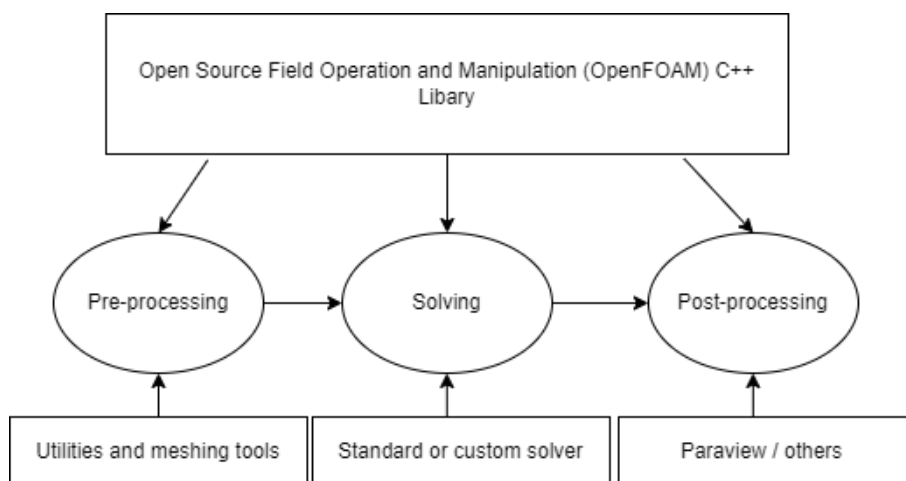 Open Source Field Operation and Manipulation (OpenFOAM) C++
Libary
Pre-processing
Solving
Post-processing
Utilities and meshing tools
Standard or custom solver
Paraview / others